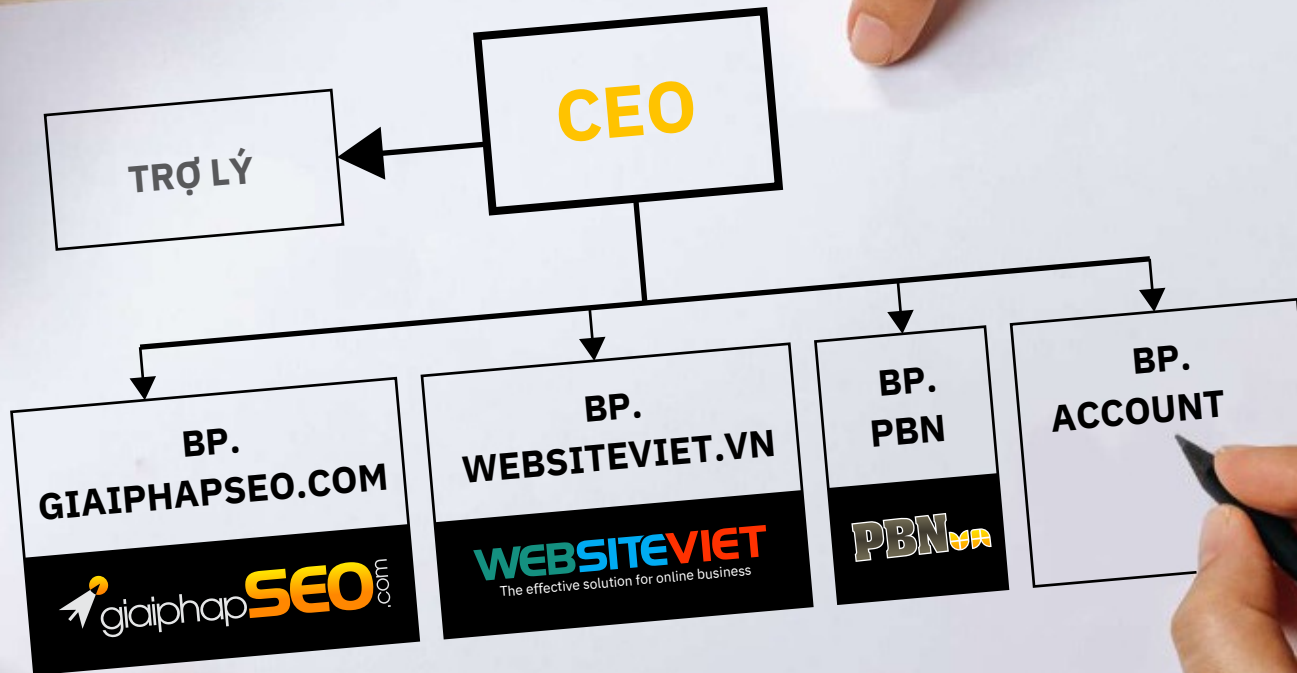 CEO
TRỢ LÝ
BP.
GIAIPHAPSEO.COM
giaiphapSEO.com
BP.
WEBSITEVIET.VN
WEBSITEVIET
The effective solution for online business
BP.
PBN
PBNvn
BP.
ACCOUNT